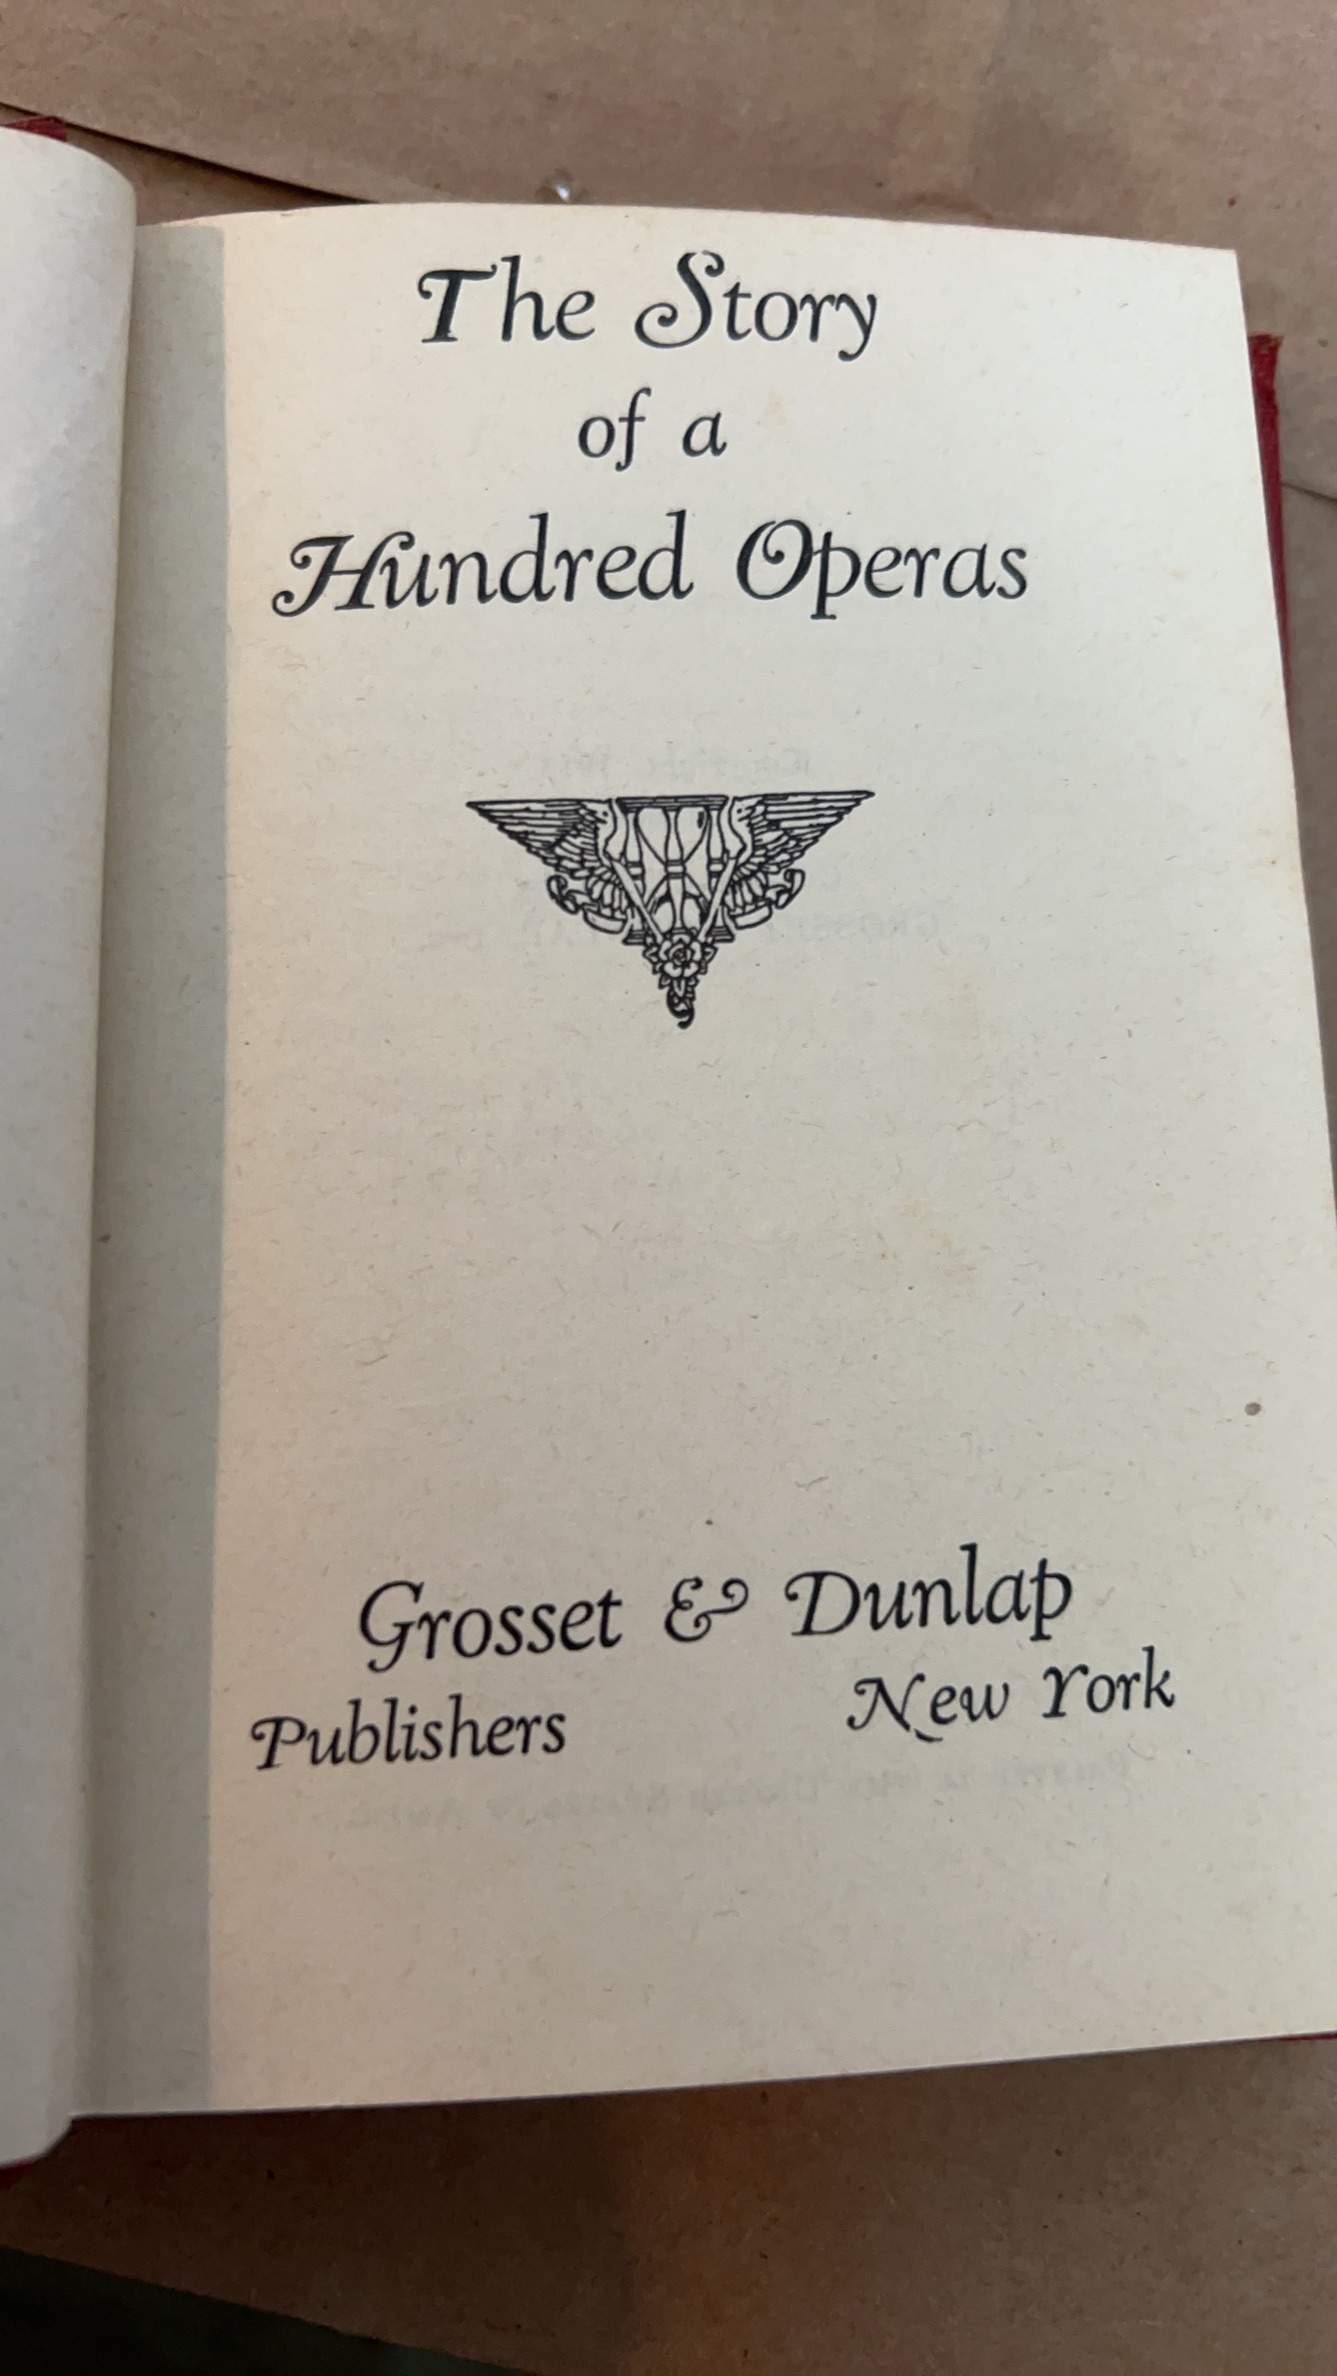 The Story
of a
Hundred Operas
Grosset & Dunlap
Publishers New York